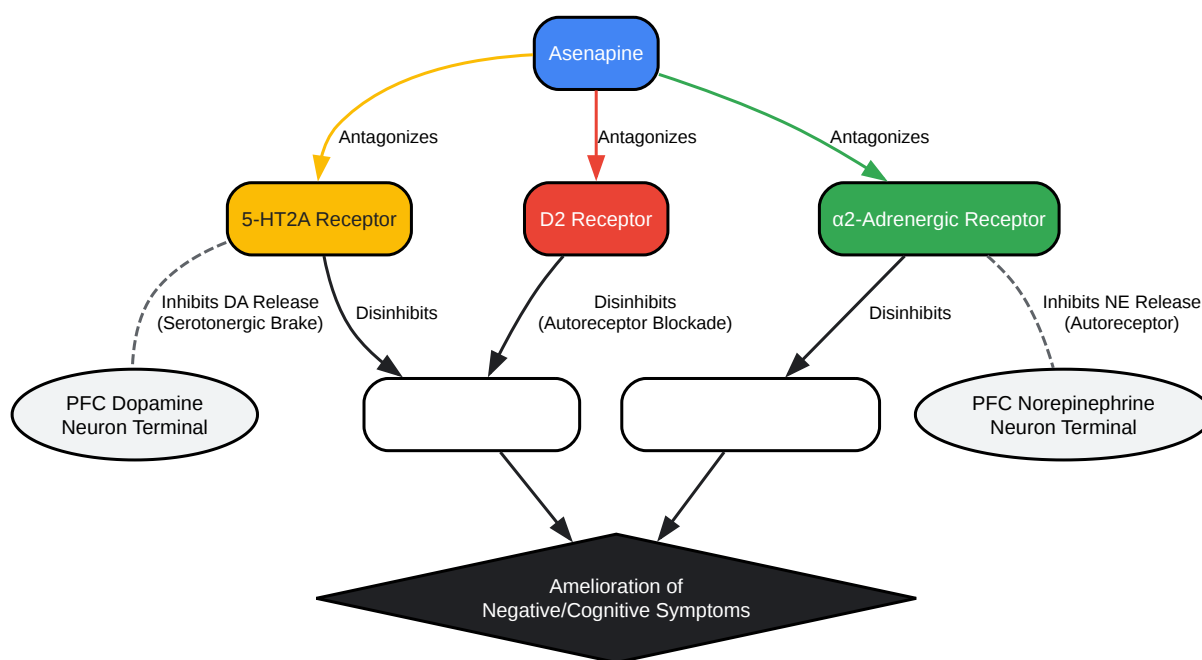 Asenapine
Antagonizes
Antagonizes
Antagonizes
5-HT2A Receptor
D2 Receptor
α2-Adrenergic Receptor
Inhibits DA Release
(Serotonergic Brake)
Disinhibits
Disinhibits
(Autoreceptor Blockade)
Disinhibits
Inhibits NE Release
(Autoreceptor)
PFC Dopamine
Neuron Terminal
PFC Norepinephrine
Neuron Terminal
Amelioration of
Negative/Cognitive Symptoms